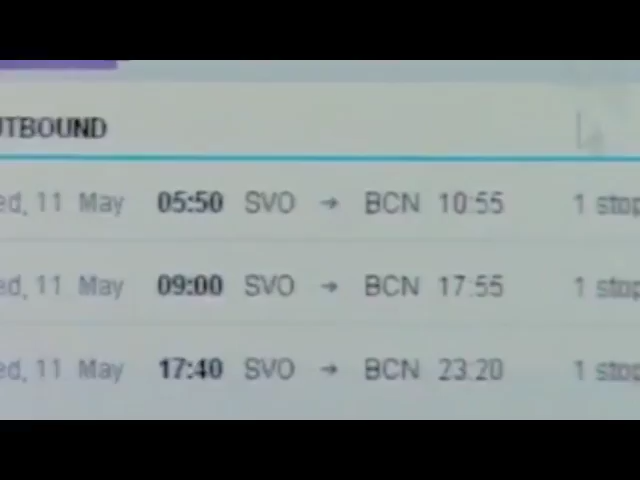 UTBOUND
ed, 11 May 05:50 SVO → BCN 10:55 1 stop
ed, 11 May 09:00 SVO → BCN 17:55 1 stop
ed, 11 May 17:40 SVO → BCN 23:20 1 stop